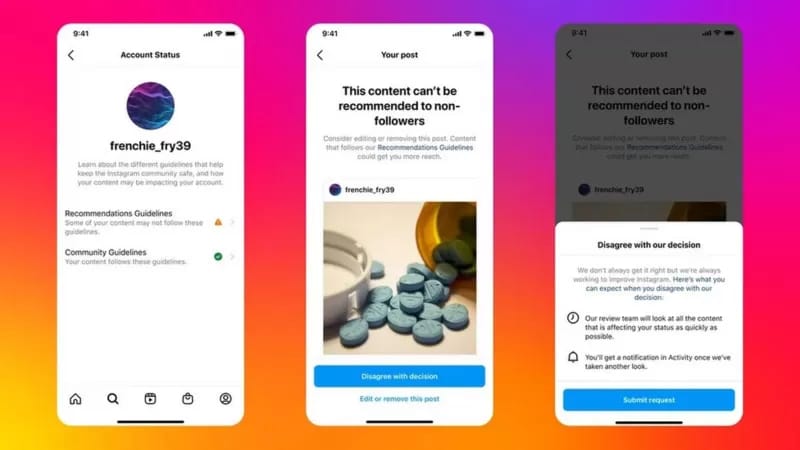 9:41
Account Status
frenchie_fry39
Learn about the different guidelines that help
keep the Instagram community safe, and how
your content may be impacting your account.
Recommendations Guidelines
Some of your content may not follow these
guidelines.
Community Guidelines
Your content follows these guidelines.
9:41
Your post
This content can't be
recommended to non-
followers
Consider editing or removing this post. Content
that follows our Recommendations Guidelines
could get you more reach.
frenchie_fry39
Disagree with decision
Edit or remove this post
9:41
Your post
This content can't be
recommended to non-
followers
Consider editing or removing this post. Content
that follows our Recommendations Guidelines
could get you more reach.
frenchie_fry39
Disagree with our decision
We don't always get it right but we're always
working to improve Instagram. Here's what you
can expect when you disagree with our
decision:
Our review team will look at all the content
that is affecting your status as quickly as
possible.
You'll get a notification in Activity once we've
taken another look.
Submit request